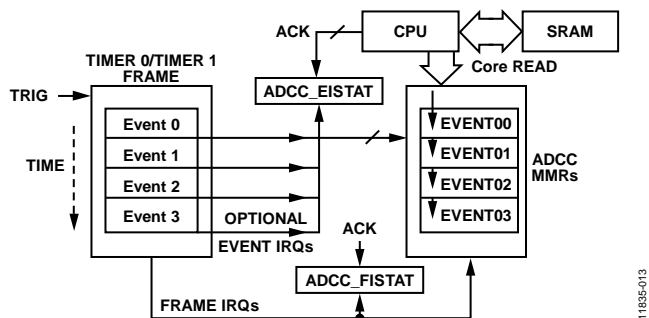 ACK
CPU
SRAM
Core READ
TIMER 0/TIMER 1
FRAME
TRIG
ADCC_EISTAT
Event 0
EVENT00
Event 1
EVENT01
ADCC
MMRs
TIME
Event 2
EVENT02
Event 3
EVENT03
OPTIONAL
EVENT IRQs
ACK
ADCC_FISTAT
FRAME IRQs
11835-013